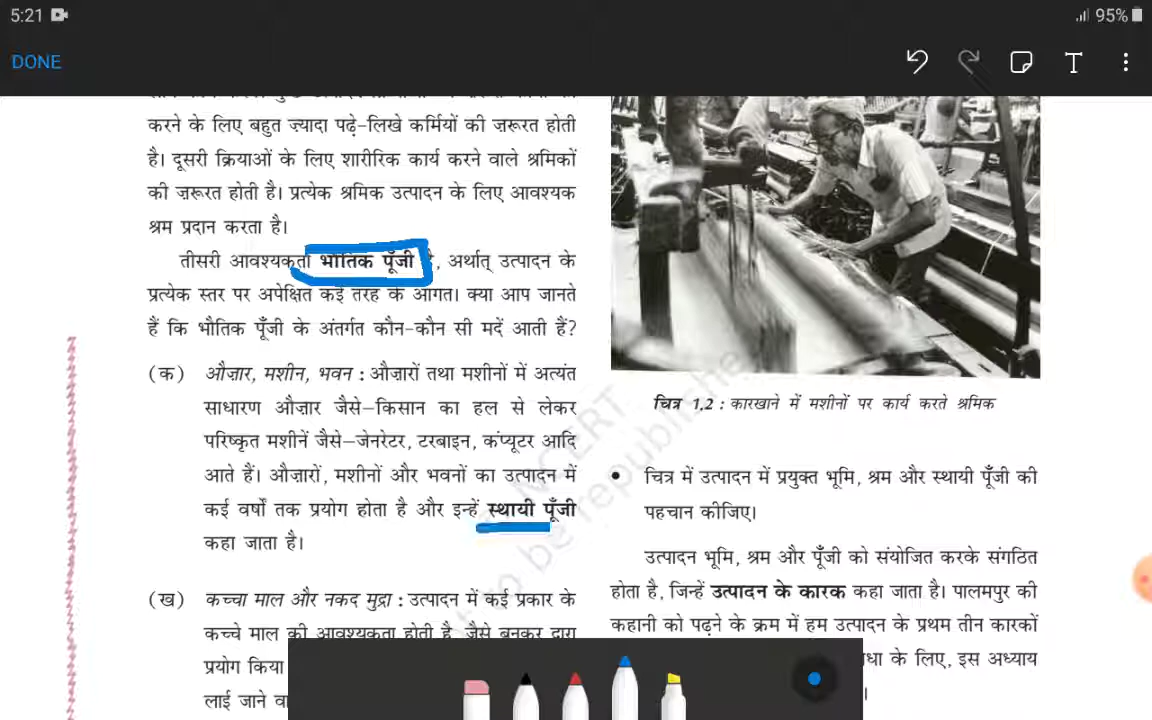 5:21
95%
DONE
करने के लिए बहुत ज़्यादा पढ़े-लिखे कर्मियों की ज़रूरत होती
है। दूसरी क्रियाओं के लिए शारीरिक कार्य करने वाले श्रमिकों
की ज़रूरत होती है। प्रत्येक श्रमिक उत्पादन के लिए आवश्यक
श्रम प्रदान करता है।
तीसरी आवश्यकता भौतिक पूँजी है, अर्थात् उत्पादन के
प्रत्येक स्तर पर अपेक्षित कई तरह के आगत। क्या आप जानते
हैं कि भौतिक पूँजी के अंतर्गत कौन-कौन सी मदें आती हैं?
(क) औज़ार, मशीन, भवन : औज़ारों तथा मशीनों में अत्यंत
साधारण औज़ार जैसे–किसान का हल से लेकर
परिष्कृत मशीनें जैसे–जेनरेटर, टरबाइन, कंप्यूटर आदि
आते हैं। औज़ारों, मशीनों और भवनों का उत्पादन में
कई वर्षों तक प्रयोग होता है और इन्हें स्थायी पूँजी
कहा जाता है।
(ख) कच्चा माल और नकद मुद्रा : उत्पादन में कई प्रकार के
कच्चे माल की आवश्यकता होती है, जैसे बुनकर द्वारा
प्रयोग किया
लाई जाने
चित्र 1.2 : कारखाने में मशीनों पर कार्य करते श्रमिक
• चित्र में उत्पादन में प्रयुक्त भूमि, श्रम और स्थायी पूँजी की
पहचान कीजिए।
उत्पादन भूमि, श्रम और पूँजी को संयोजित करके संगठित
होता है, जिन्हें उत्पादन के कारक कहा जाता है। पालमपुर की
कहानी को पढ़ने के क्रम में हम उत्पादन के प्रथम तीन कारकों
के लिए, इस अध्याय
NCERT
to be republishe